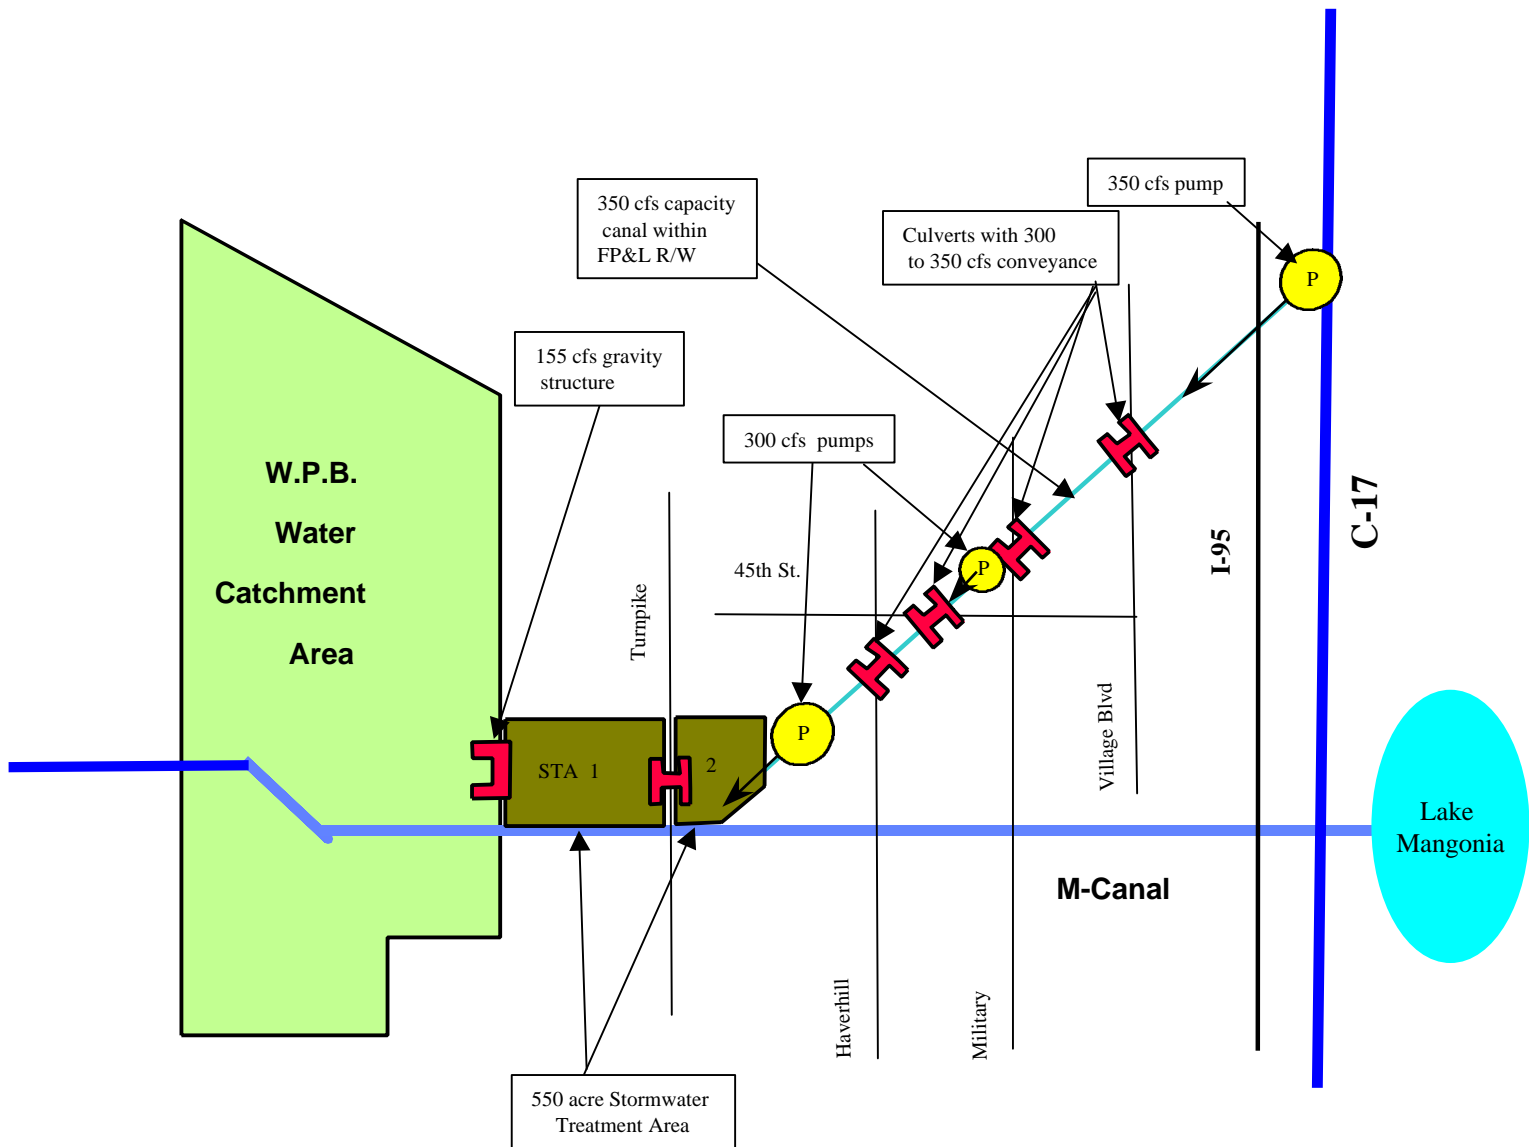 350 cfs pump
350 cfs capacity
canal within
FP&L R/W
Culverts with 300
to 350 cfs conveyance
P
155 cfs gravity
structure
300 cfs pumps
W.P.B.
Water
Catchment
Area
C-17
I-95
45th St.
P
Turnpike
Village Blvd
P
STA 1
2
Lake
Mangonia
M-Canal
Haverhill
Military
550 acre Stormwater
Treatment Area